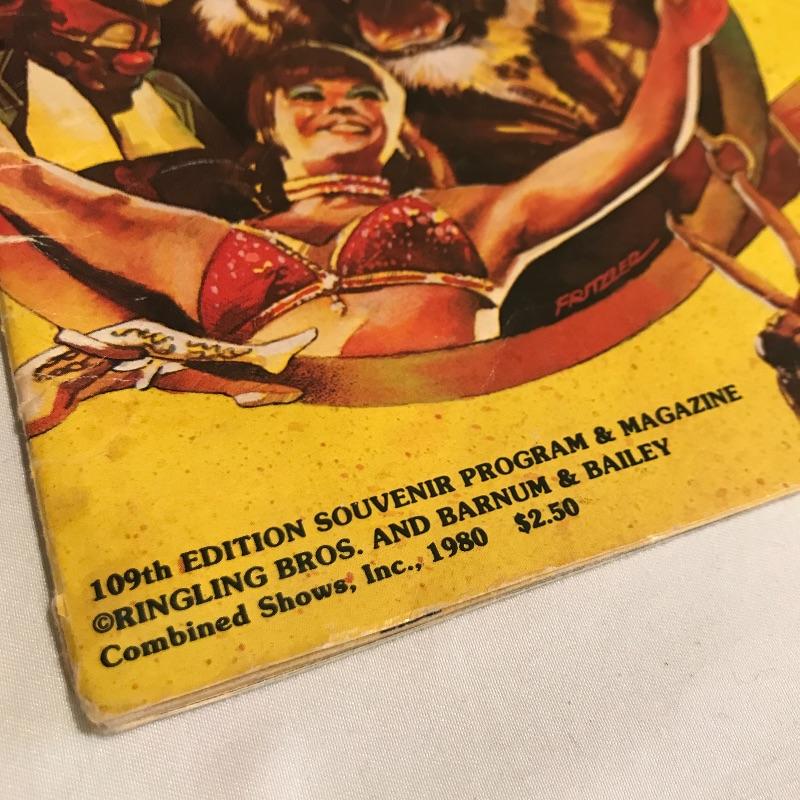 FRITZLER
109th EDITION SOUVENIR PROGRAM & MAGAZINE
©RINGLING BROS. AND BARNUM & BAILEY
Combined Shows, Inc., 1980 $2.50